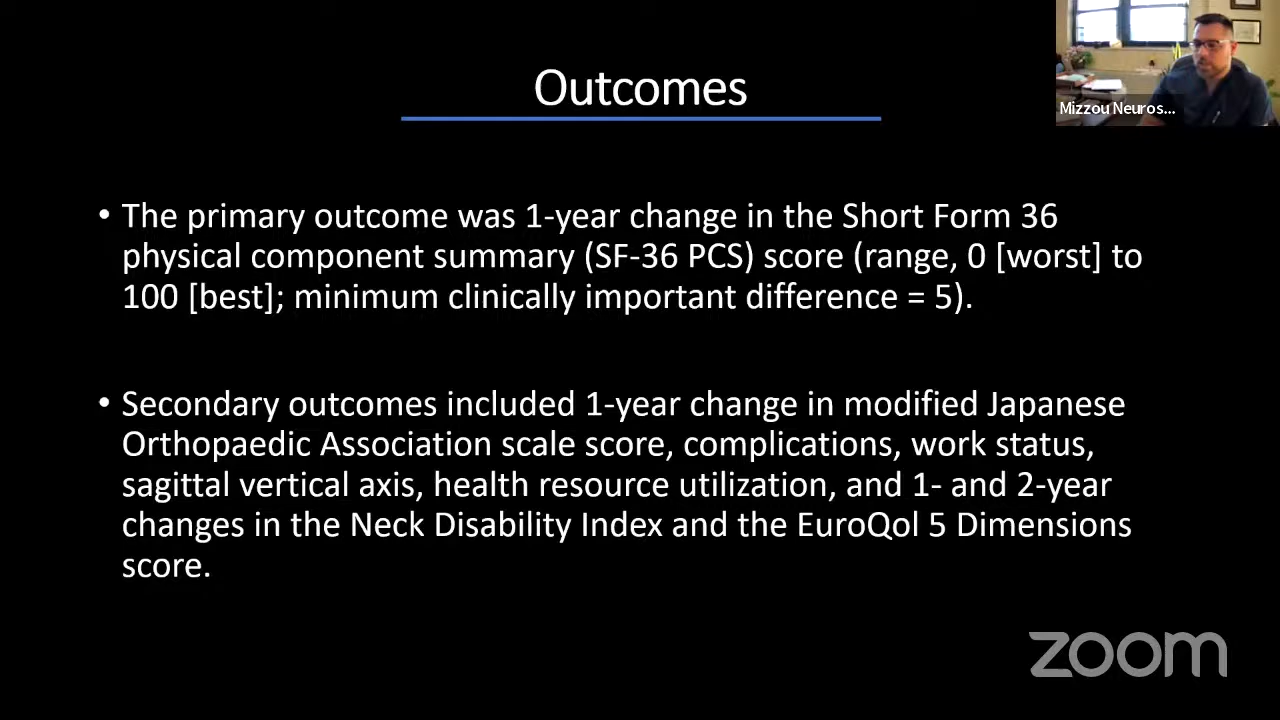 Outcomes
Mizzou Neuros...
• The primary outcome was 1-year change in the Short Form 36
physical component summary (SF-36 PCS) score (range, 0 [worst] to
100 [best]; minimum clinically important difference = 5).
• Secondary outcomes included 1-year change in modified Japanese
Orthopaedic Association scale score, complications, work status,
sagittal vertical axis, health resource utilization, and 1- and 2-year
changes in the Neck Disability Index and the EuroQol 5 Dimensions
score.
zoom